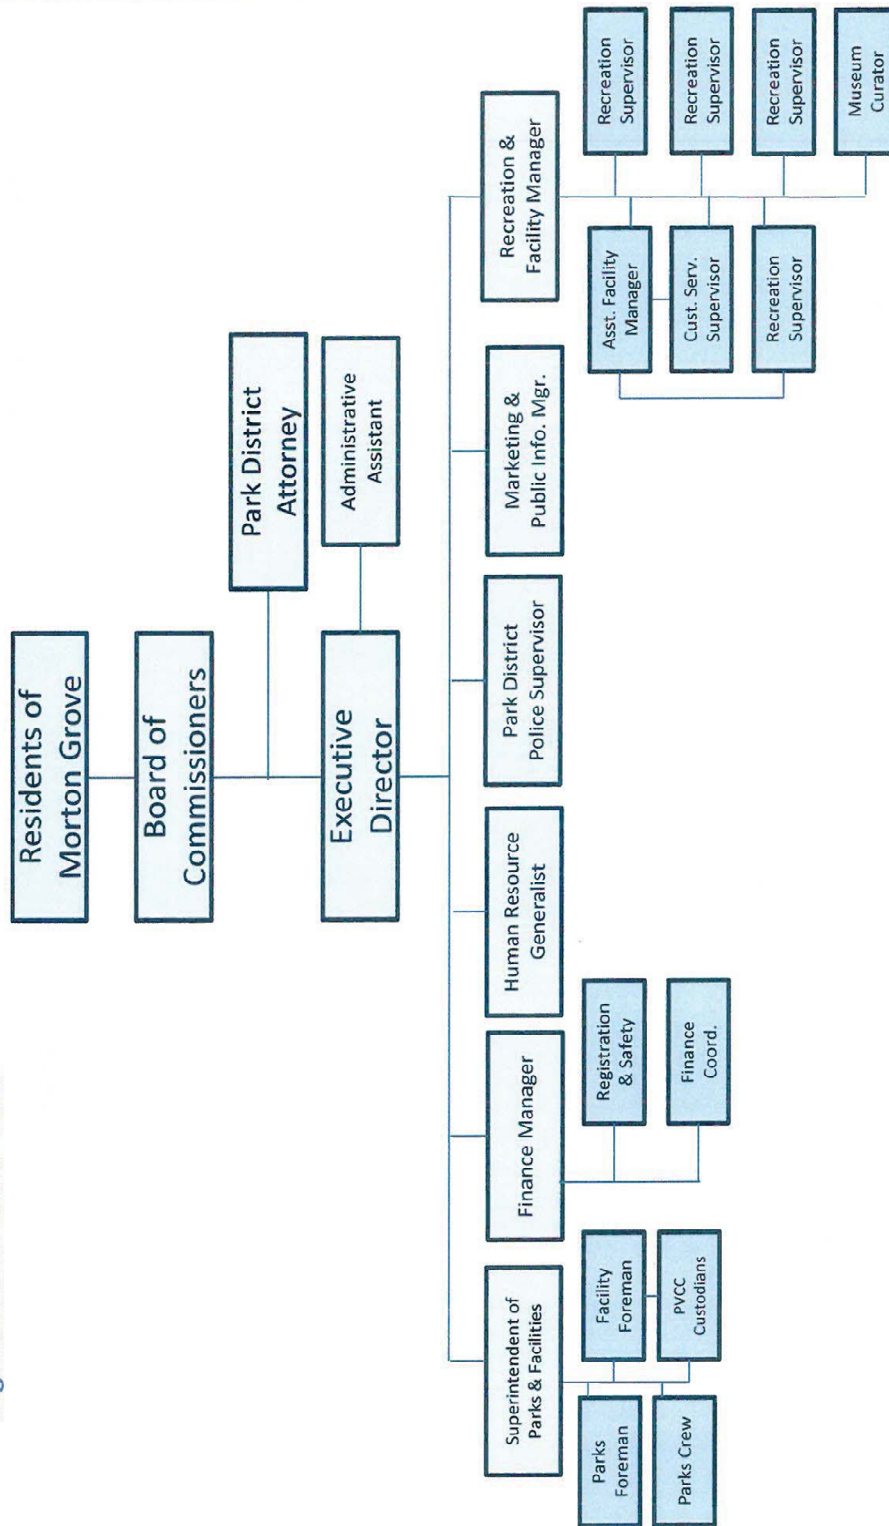 Residents of
Morton Grove
Board of
Commissioners
Park District
Attorney
Executive
Director
Administrative
Assistant
Superintendent of
Parks & Facilities
Finance Manager
Human Resource
Generalist
Park District
Police Supervisor
Marketing &
Public Info. Mgr.
Recreation &
Facility Manager
Parks
Foreman
Facility
Foreman
Parks Crew
PVCC
Custodians
Registration
& Safety
Finance
Coord.
Asst. Facility
Manager
Recreation
Supervisor
Cust. Serv.
Supervisor
Recreation
Supervisor
Recreation
Supervisor
Recreation
Supervisor
Museum
Curator